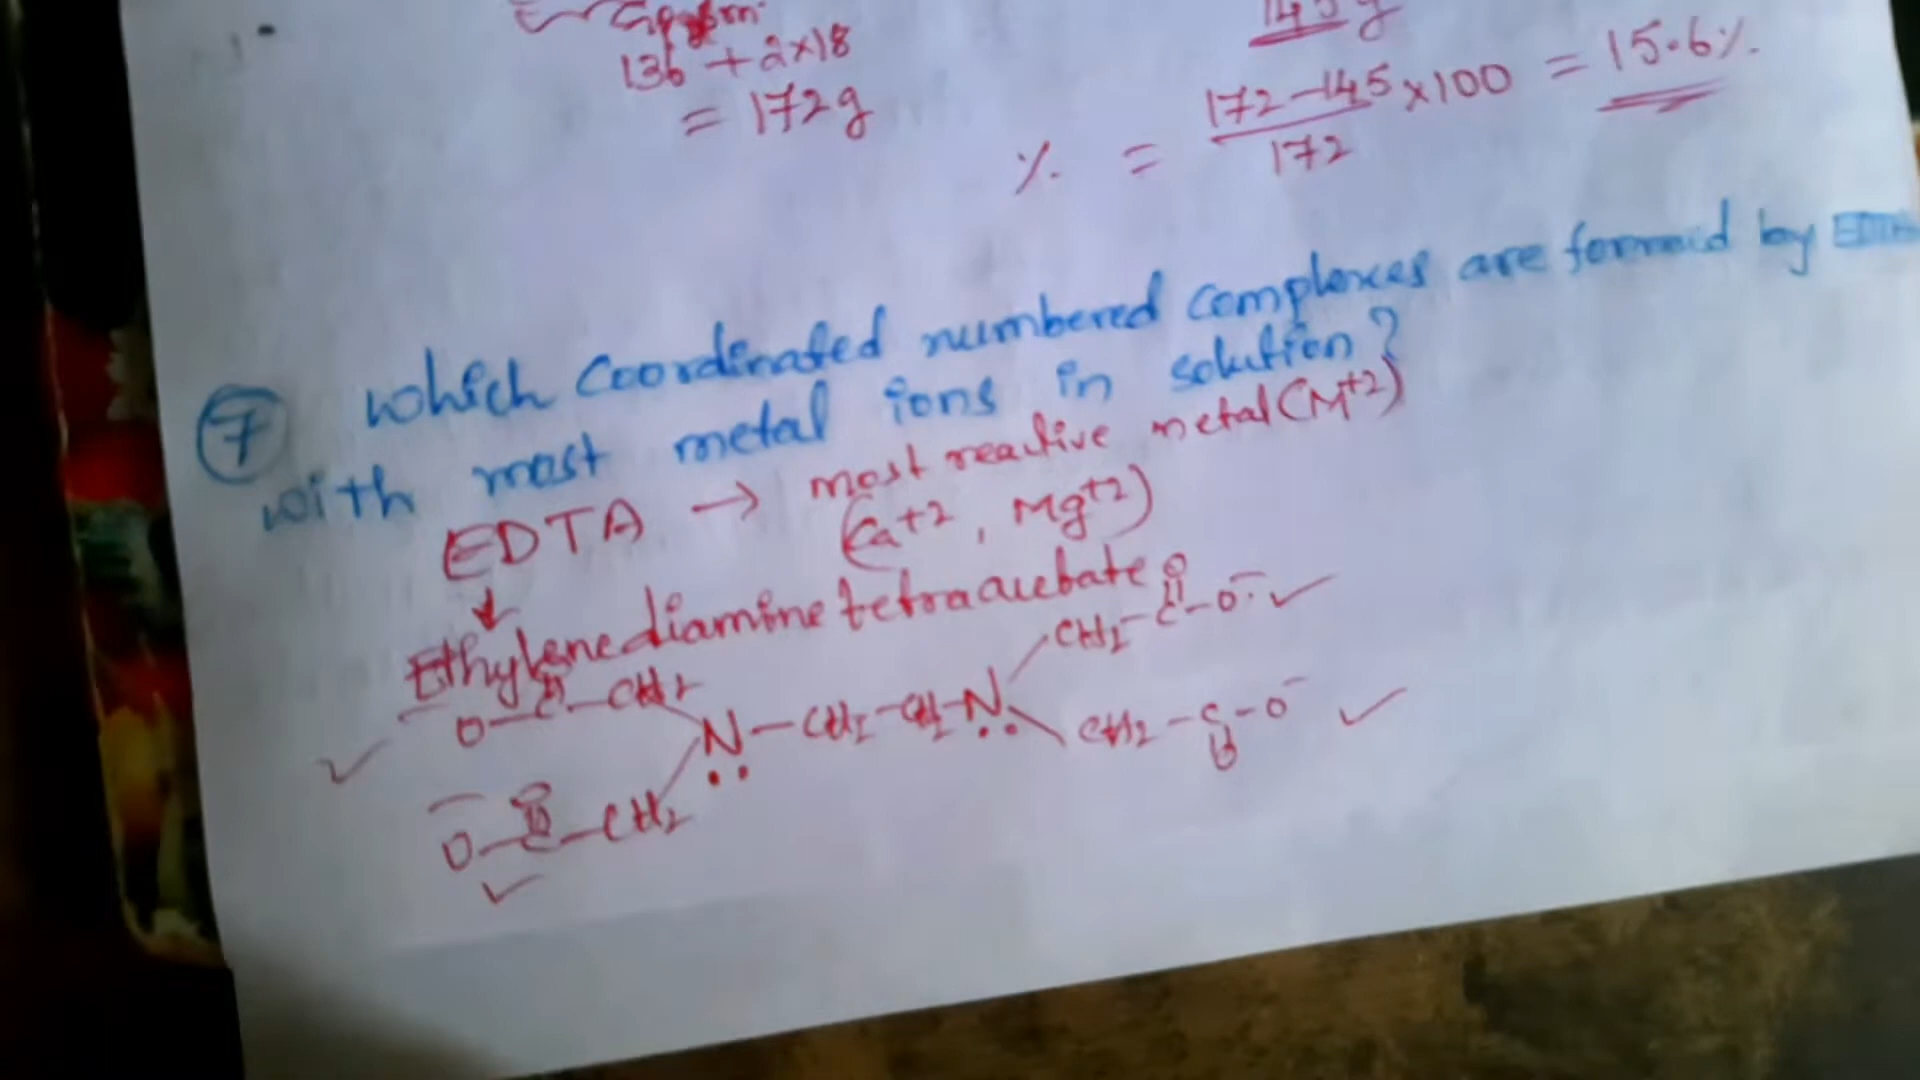 Gypsm
136 + 2×18
= 172g
145g
% = 172-145/172 ×100 = 15.6%
⑦ which coordinated numbered complexes are formed by EDTA
with most metal ions in solution?
EDTA → most reactive metal (M+2)
(Ca+2, Mg+2)
↓
Ethylenediaminetetraacetate
O
CH2-C-O-: ✓
✓ -O-C-CH2
N-CH2-CH2-N
CH2-C-O- ✓
O
-O-C-CH2
O
✓